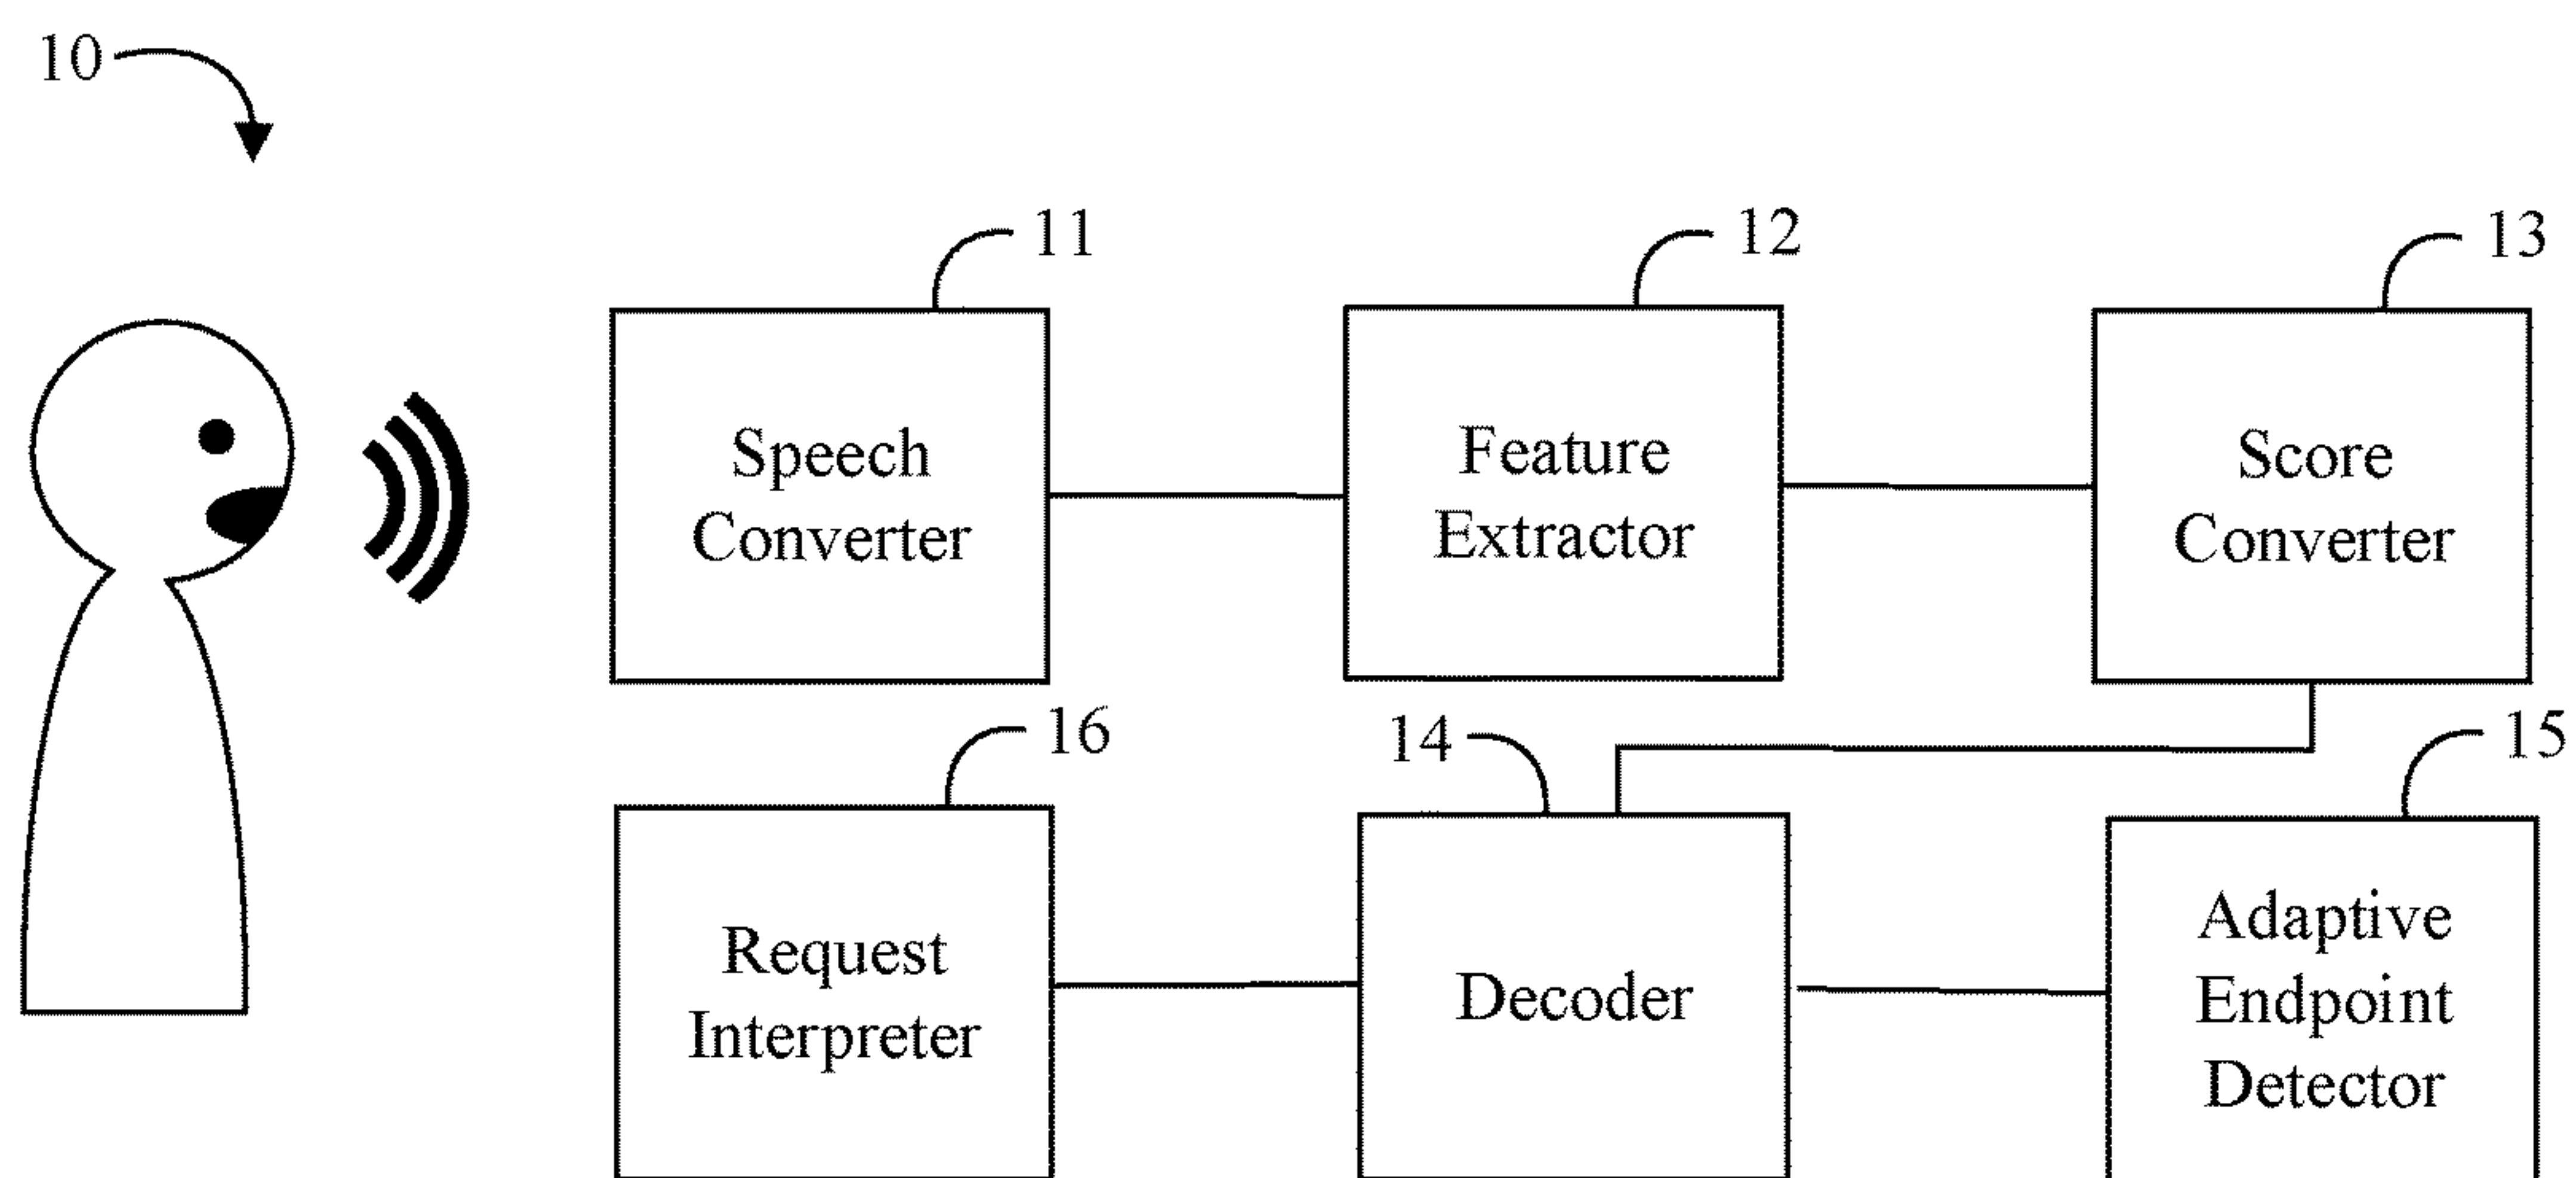 10
11
12
13
Speech
Converter
Feature
Extractor
Score
Converter
16
14
15
Request
Interpreter
Decoder
Adaptive
Endpoint
Detector